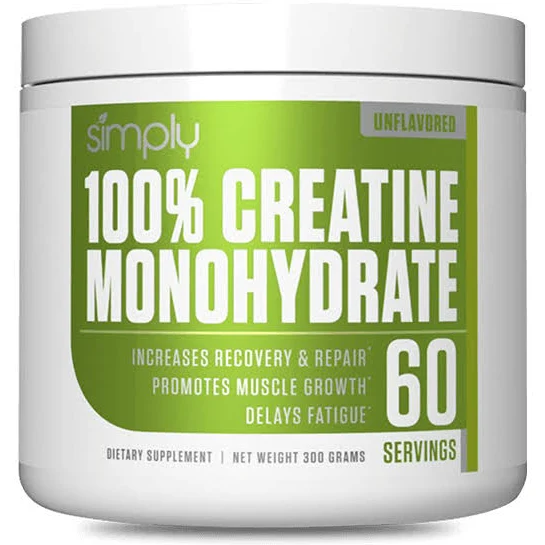 simply
UNFLAVORED
100% CREATINE
MONOHYDRATE
INCREASES RECOVERY & REPAIR*
PROMOTES MUSCLE GROWTH*
DELAYS FATIGUE*
60
SERVINGS
DIETARY SUPPLEMENT | NET WEIGHT 300 GRAMS